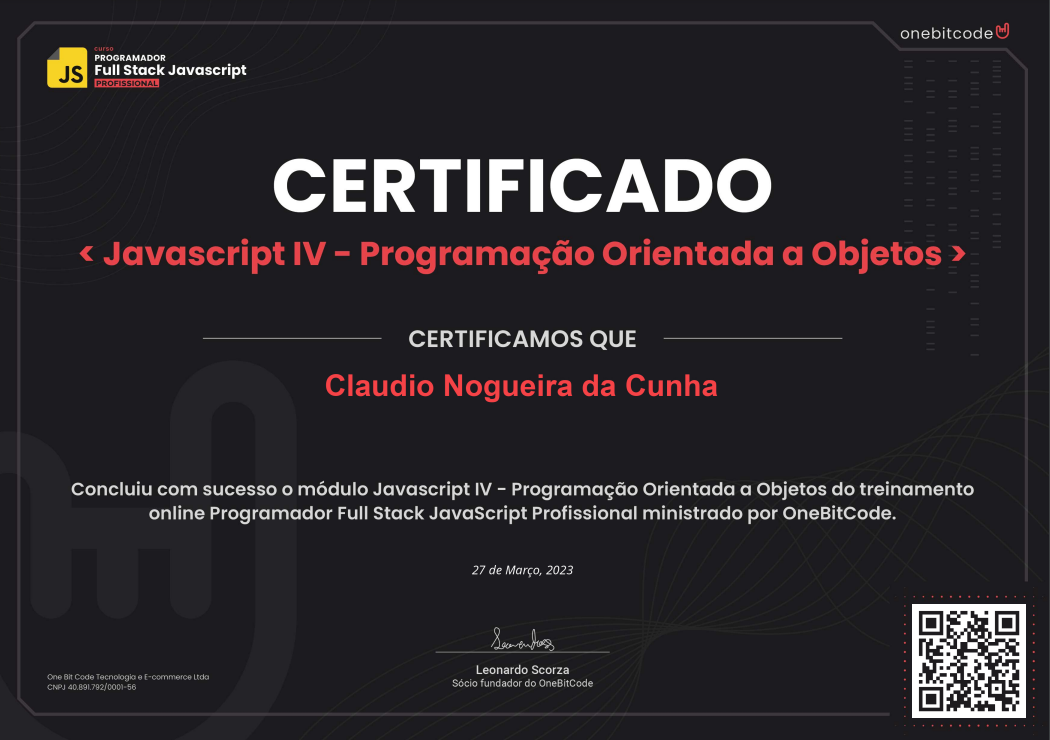 onebitcode
curso
PROGRAMADOR
Full Stack Javascript
PROFISSIONAL
JS
CERTIFICADO
< Javascript IV - Programação Orientada a Objetos >
CERTIFICAMOS QUE
Claudio Nogueira da Cunha
Concluiu com sucesso o módulo Javascript IV - Programação Orientada a Objetos do treinamento
online Programador Full Stack JavaScript Profissional ministrado por OneBitCode.
27 de Março, 2023
Leonardo Scorza
Sócio fundador do OneBitCode
One Bit Code Tecnologia e E-commerce Ltda
CNPJ 40.891.792/0001-56